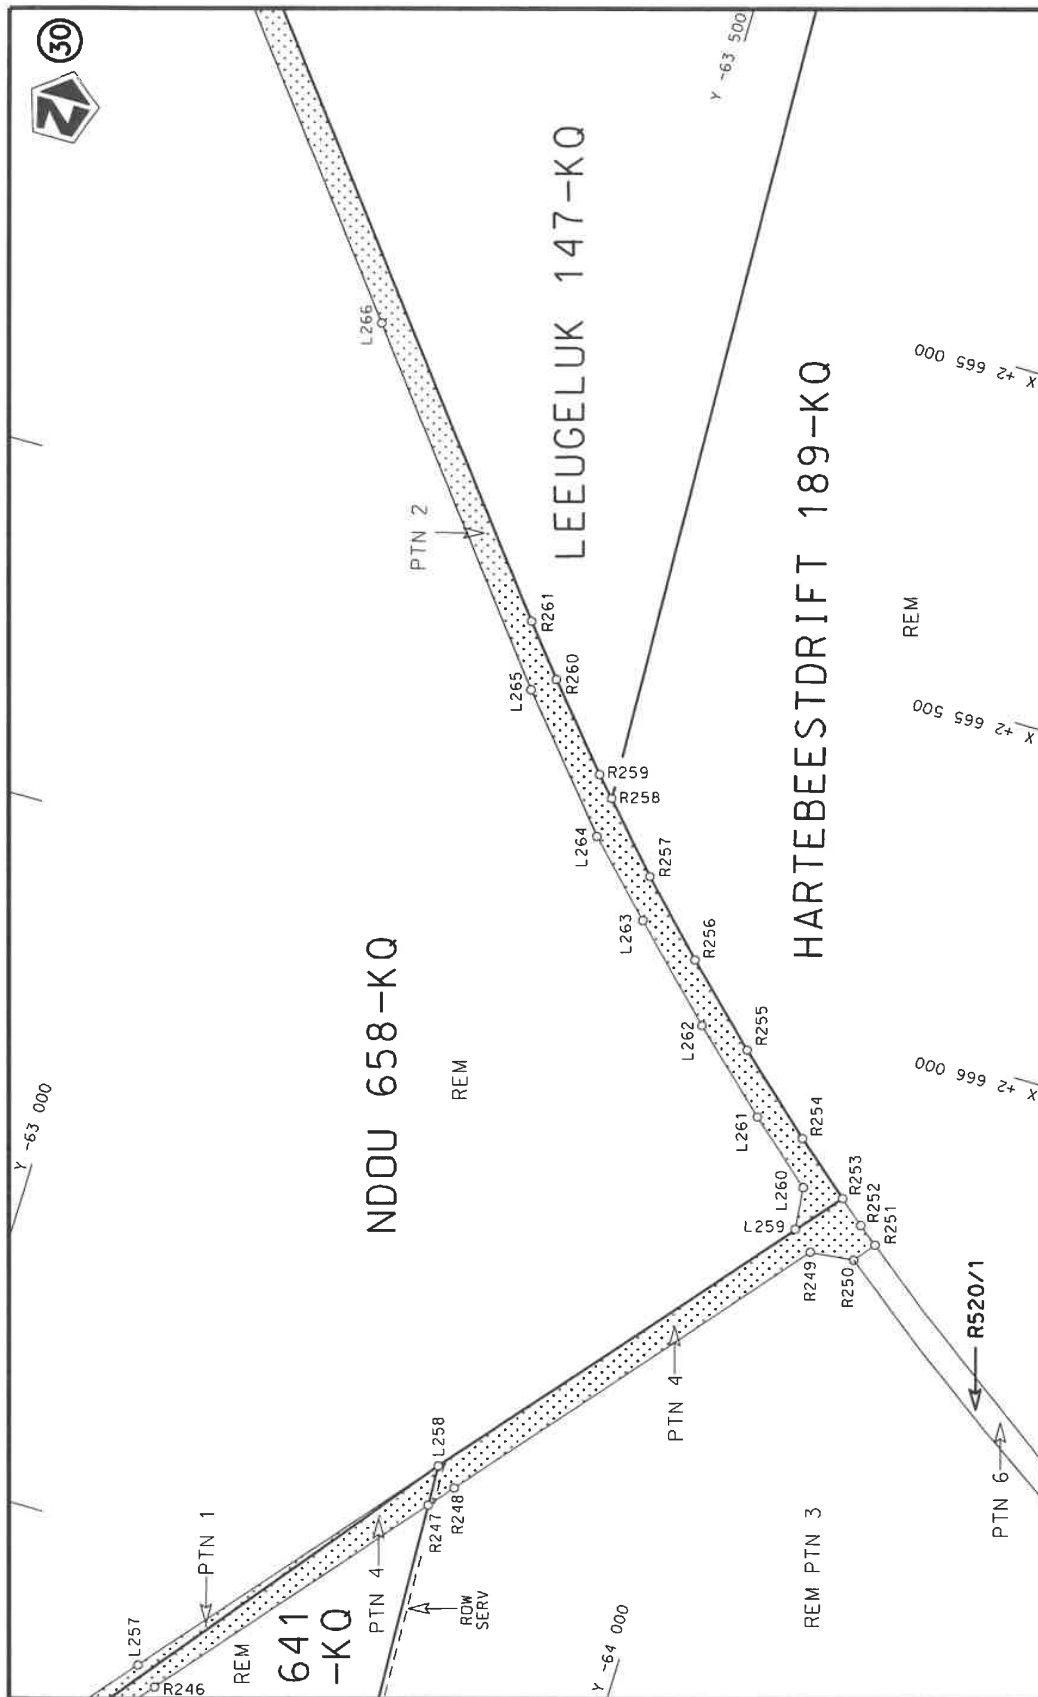 30
N
Y -63 500
LEEUGELUK 147-KQ
L266
PTN 2
X +2 665 000
R261
R260
L265
HARTEBEESTDRIFT 189-KQ
REM
R259
R258
L264
R257
L263
X +2 665 500
R256
L262
NDOU 658-KQ
REM
R255
L261
R254
X +2 666 000
Y -63 000
L260
R253
R252
R251
L259
R249
R250
R520/1
PTN 4
L258
R248
R247
PTN 6
PTN 1
PTN 4
ROW
SERV
REM PTN 3
L257
REM
641
-KQ
R246
Y -64 000